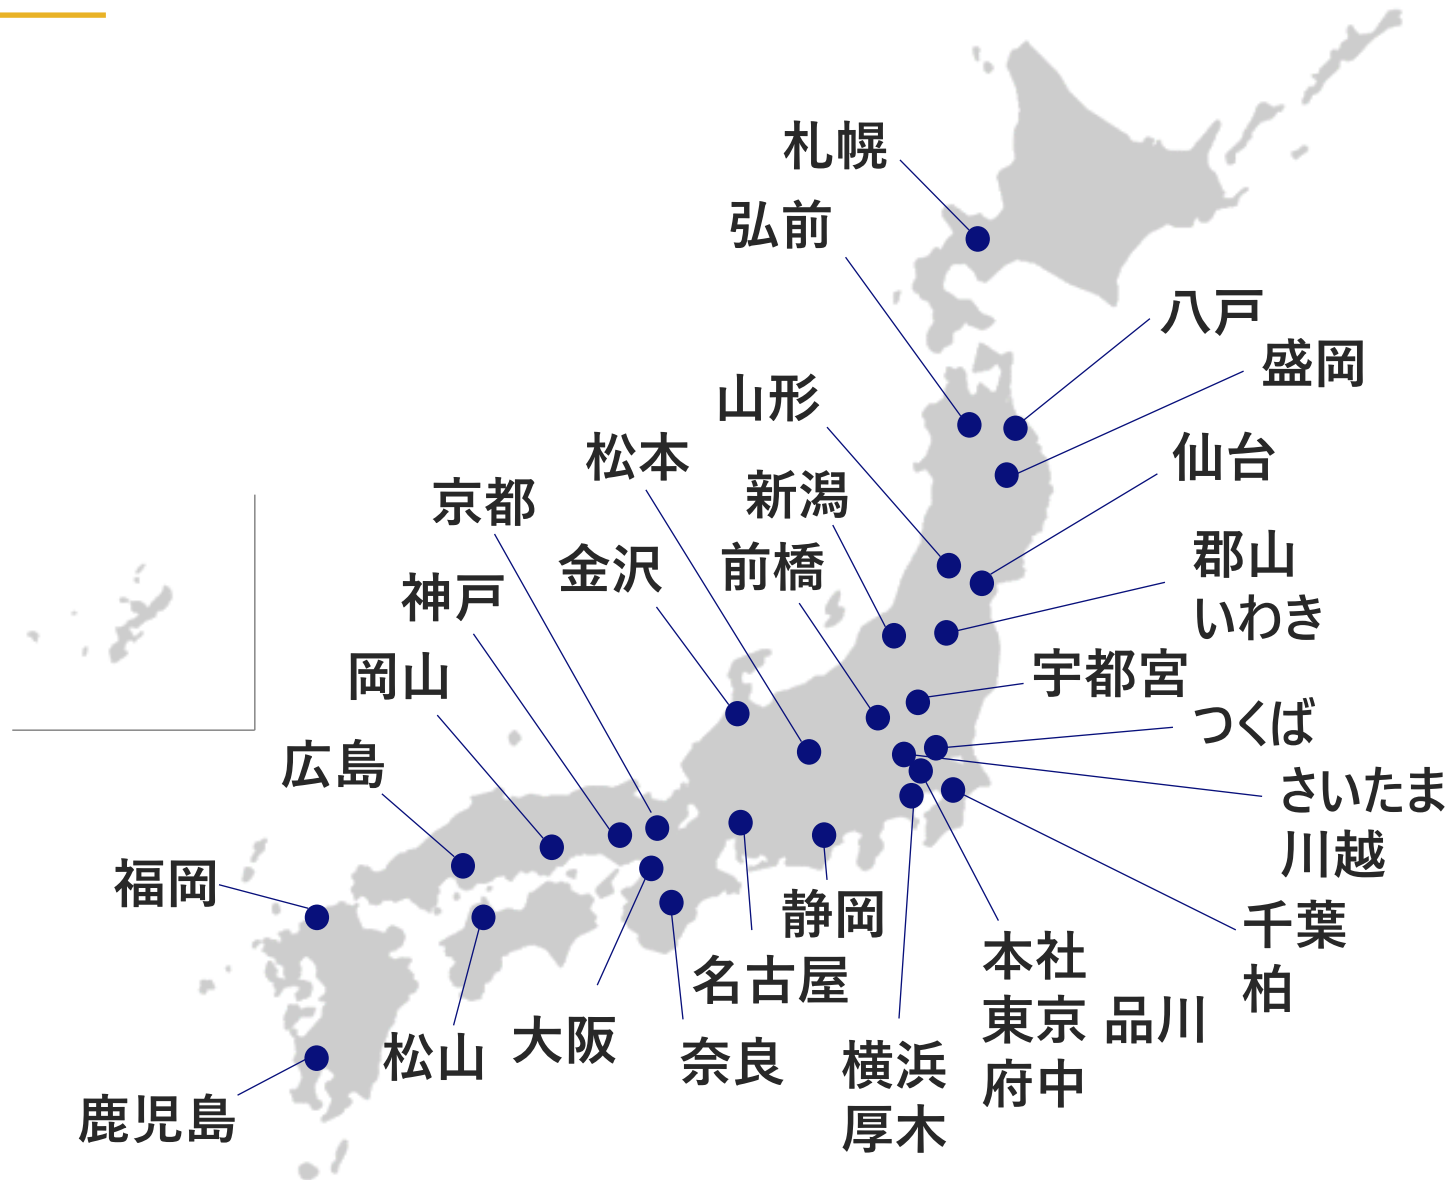 札幌
弘前
八戸
盛岡
山形
松本
仙台
新潟
京都
前橋
金沢
郡山
いわき
神戸
宇都宮
岡山
つくば
広島
さいたま
川越
福岡
静岡
千葉
柏
本社
東京 品川
府中
名古屋
大阪
松山
奈良
横浜
厚木
鹿児島